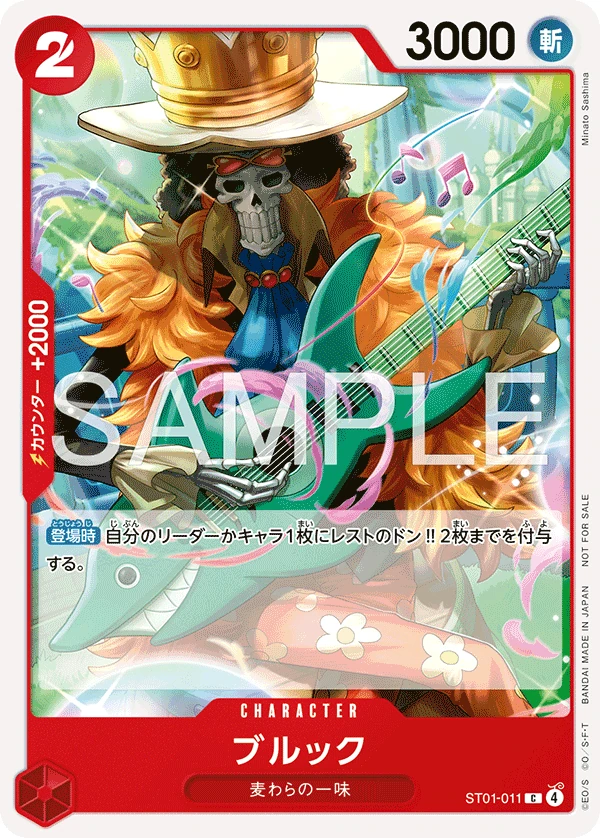 2
3000
斬
Minato Sashima
カウンター +2000
SAMPLE
登場時 自分のリーダーかキャラ1枚にレストのドン!!2枚までを付与
する。
CHARACTER
ブルック
麦わらの一味
ST01-011 C 4
©E.O/S ©O/S・F・T BANDAI MADE IN JAPAN NOT FOR SALE